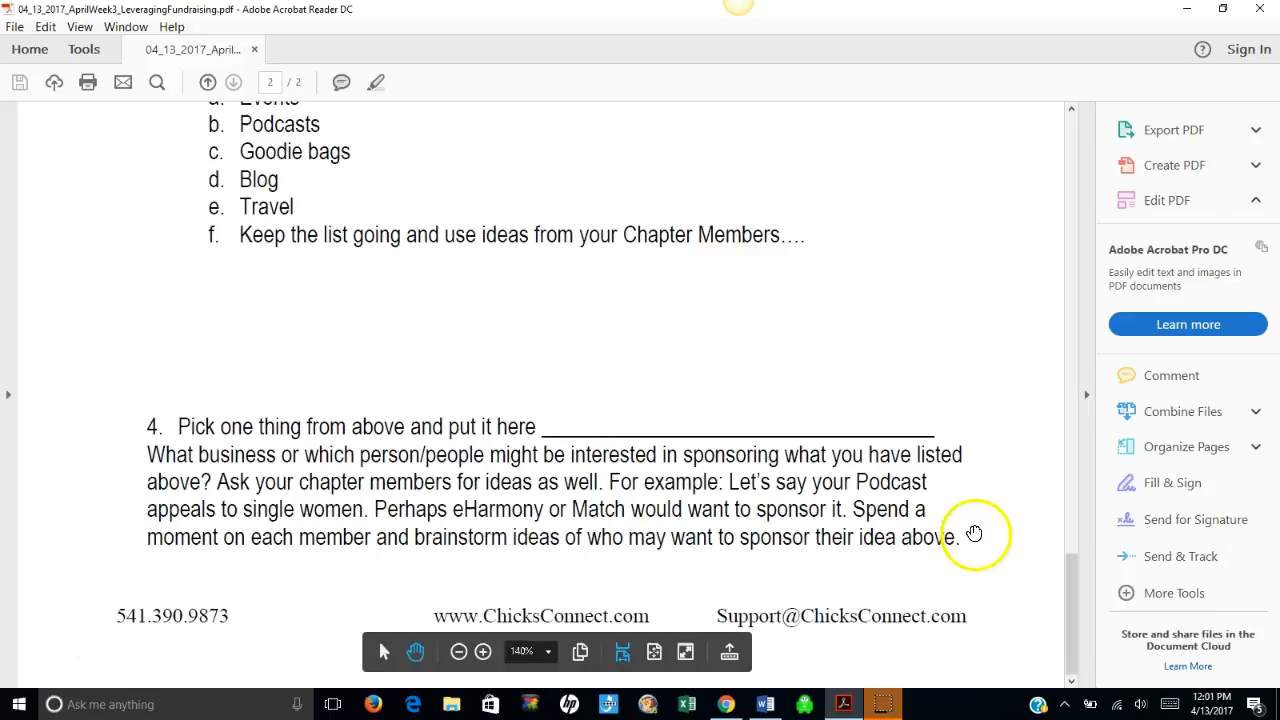 04_13_2017_AprilWeek3_LeveragingFundraising.pdf - Adobe Acrobat Reader DC
File Edit View Window Help
Home Tools 04_13_2017_April... × Sign In
2 / 2
a. Events
b. Podcasts
c. Goodie bags
d. Blog
e. Travel
f. Keep the list going and use ideas from your Chapter Members….
4. Pick one thing from above and put it here ________________________________
What business or which person/people might be interested in sponsoring what you have listed
above? Ask your chapter members for ideas as well. For example: Let's say your Podcast
appeals to single women. Perhaps eHarmony or Match would want to sponsor it. Spend a
moment on each member and brainstorm ideas of who may want to sponsor their idea above.
541.390.9873 www.ChicksConnect.com Support@ChicksConnect.com
140%
Export PDF
Create PDF
Edit PDF
Adobe Acrobat Pro DC
Easily edit text and images in
PDF documents
Learn more
Comment
Combine Files
Organize Pages
Fill & Sign
Send for Signature
Send & Track
More Tools
Store and share files in the
Document Cloud
Learn More
Ask me anything
12:01 PM
4/13/2017